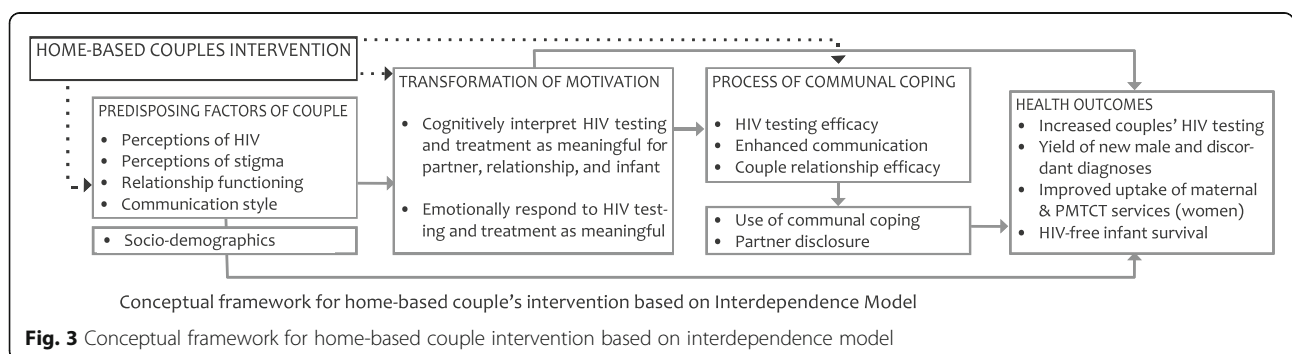 HOME-BASED COUPLES INTERVENTION
PREDISPOSING FACTORS OF COUPLE
• Perceptions of HIV
• Perceptions of stigma
• Relationship functioning
• Communication style
• Socio-demographics
TRANSFORMATION OF MOTIVATION
• Cognitively interpret HIV testing
and treatment as meaningful for
partner, relationship, and infant
• Emotionally respond to HIV test-
ing and treatment as meaningful
PROCESS OF COMMUNAL COPING
• HIV testing efficacy
• Enhanced communication
• Couple relationship efficacy
• Use of communal coping
• Partner disclosure
HEALTH OUTCOMES
• Increased couples' HIV testing
• Yield of new male and discor-
dant diagnoses
• Improved uptake of maternal
& PMTCT services (women)
• HIV-free infant survival
Conceptual framework for home-based couple's intervention based on Interdependence Model
Fig. 3 Conceptual framework for home-based couple intervention based on interdependence model